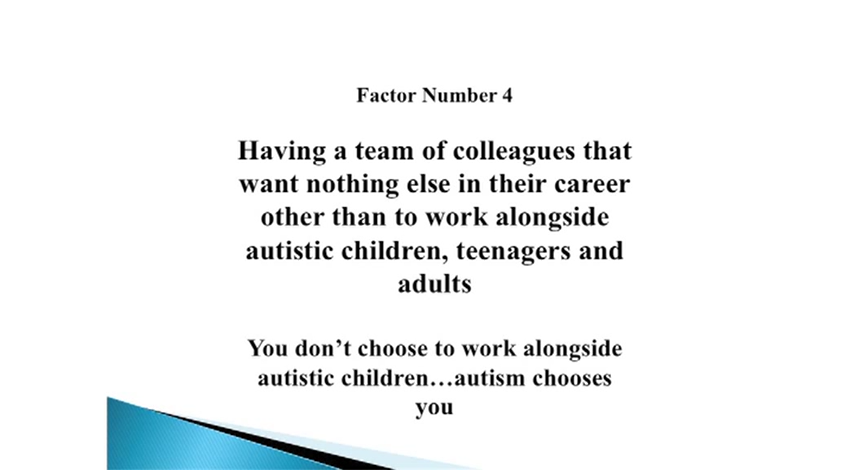 Factor Number 4
Having a team of colleagues that
want nothing else in their career
other than to work alongside
autistic children, teenagers and
adults
You don’t choose to work alongside
autistic children…autism chooses
you